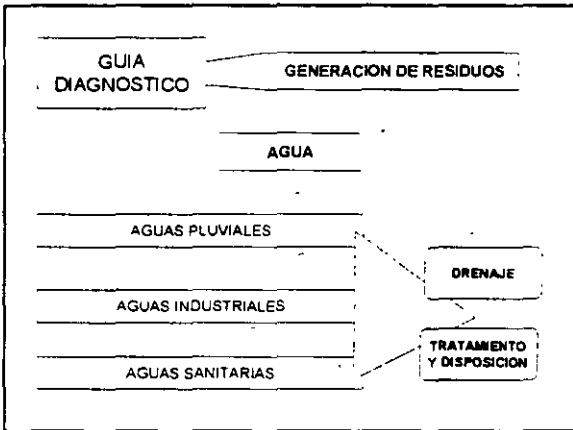 GUIA
DIAGNOSTICO
GENERACION DE RESIDUOS
AGUA
AGUAS PLUVIALES
AGUAS INDUSTRIALES
AGUAS SANITARIAS
DRENAJE
TRATAMIENTO
Y DISPOSICION